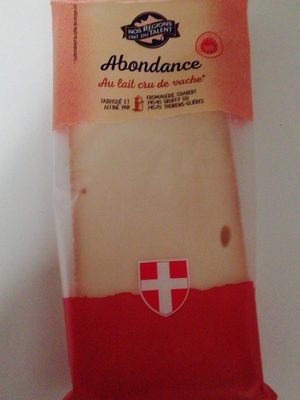 NOS RÉGIONS
ONT DU TALENT
Abondance
Au lait cru de vache*
FABRIQUÉ ET
AFFINÉ PAR
FROMAGERIE CHABERT
74540 GRUFFY OU
74570 THORENS-GLIÈRES